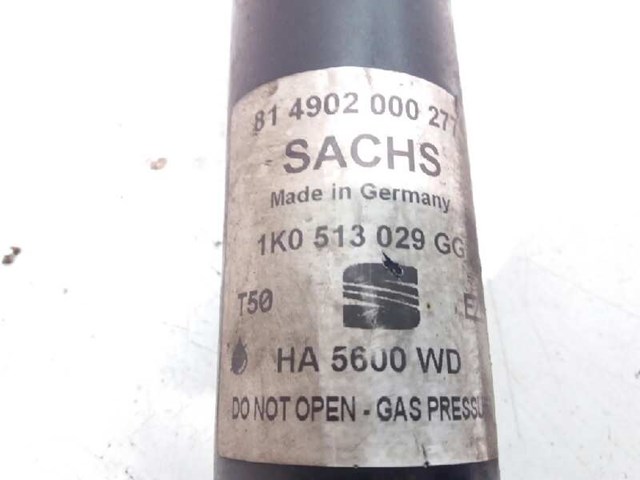 81 4902 000 277
SACHS
Made in Germany
1K0 513 029 GG
T50
HA 5600 WD
DO NOT OPEN - GAS